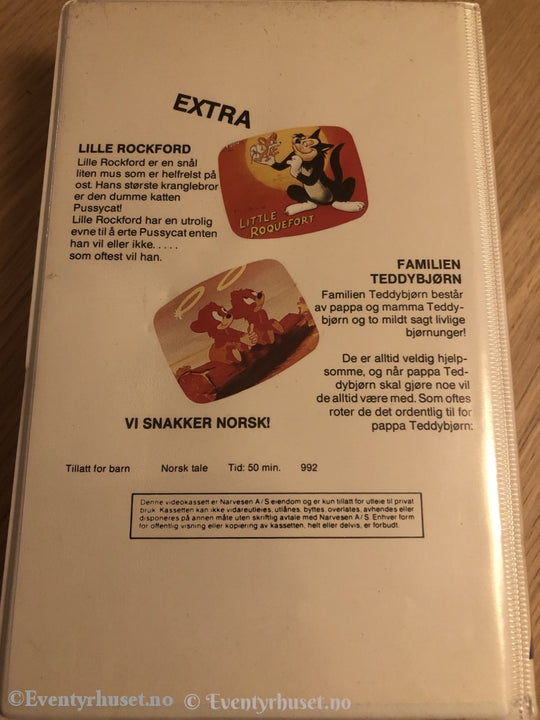 EXTRA
LILLE ROCKFORD
Lille Rockford er en snål
liten mus som er helfrelst på
ost. Hans største kranglebror
er den dumme katten
Pussycat!
Lille Rockford har en utrolig
evne til å erte Pussycat enten
han vil eller ikke.....
som oftest vil han.
LITTLE
ROQUEFORT
FAMILIEN
TEDDYBJØRN
Familien Teddybjørn består
av pappa og mamma Teddy-
bjørn og to mildt sagt livlige
bjørnunger!
De er alltid veldig hjelp-
somme, og når pappa Ted-
dybjørn skal gjøre noe vil
de alltid være med. Som oftes
roter de det ordentlig til for
pappa Teddybjørn:
VI SNAKKER NORSK!
Tillatt for barn Norsk tale Tid: 50 min. 992
Denne videokassett er Narvesen A/S eiendom og er kun tillatt for utleie til privat
bruk. Kassetten kan ikke vidareutleies, utlånes, byttes, overlates, avhendes eller
disponeres på annen måte uten skriftlig avtale med Narvesen A/S. Enhver form
for offentlig visning eller kopiering av kassetten, helt eller delvis, er forbudt.
©Eventyrhuset.no © Eventyrhuset.no